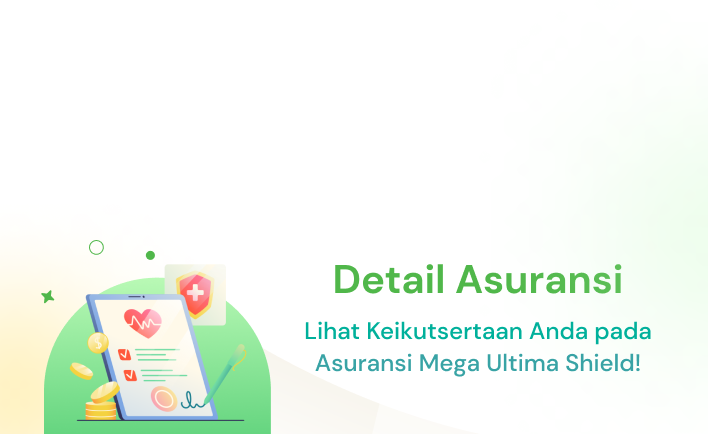 Detail Asuransi
Lihat Keikutsertaan Anda pada
Asuransi Mega Ultima Shield!